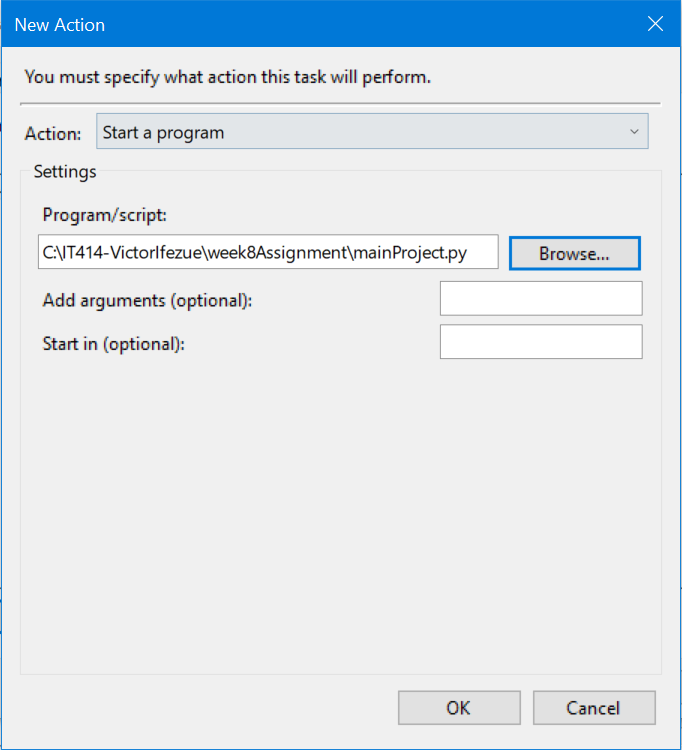 New Action
You must specify what action this task will perform.
Action: Start a program
Settings
Program/script:
C:\IT414-VictorIfezue\week8Assignment\mainProject.py Browse...
Add arguments (optional):
Start in (optional):
OK Cancel